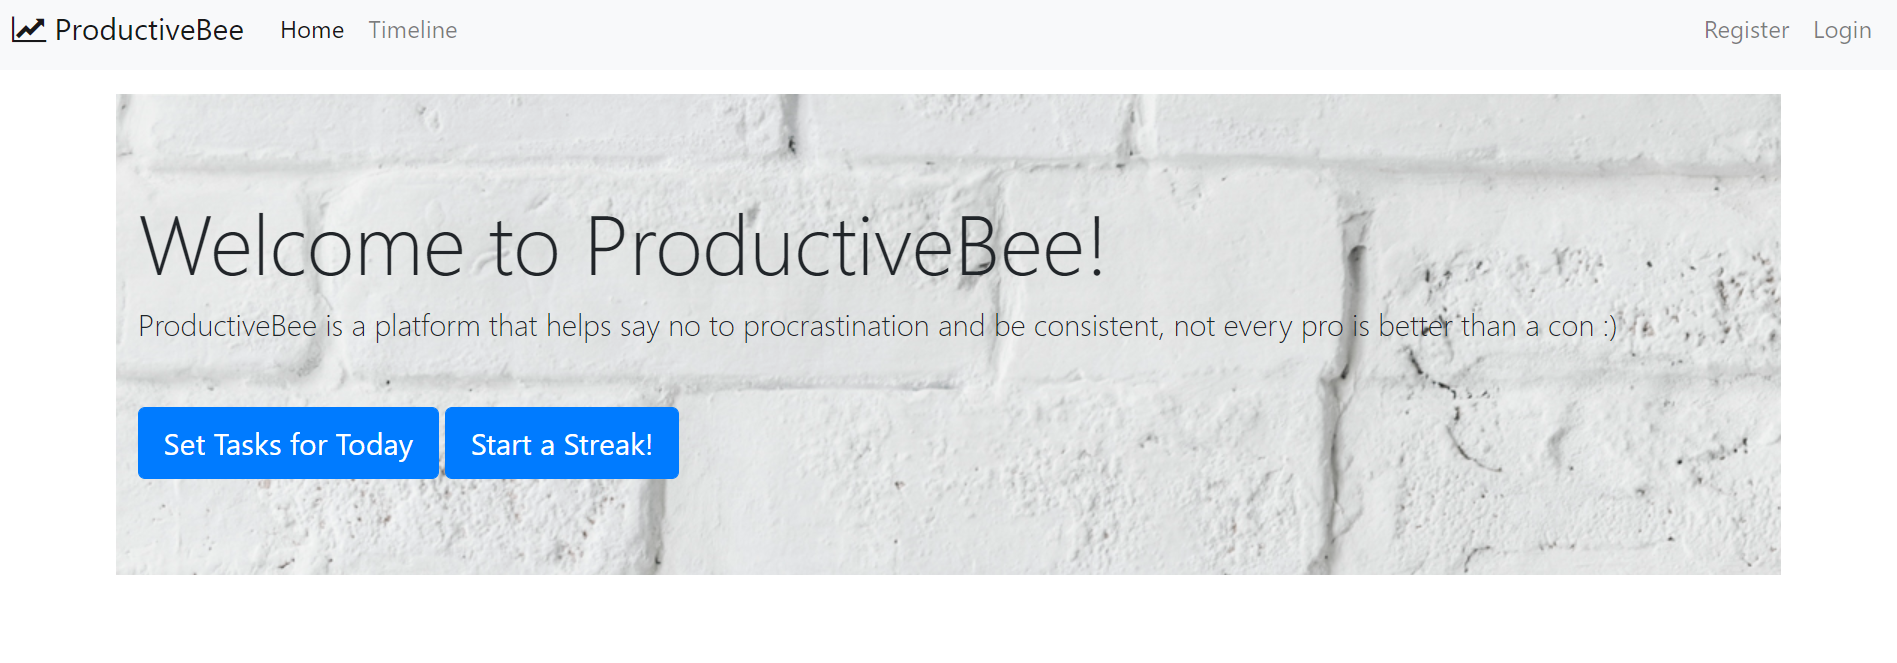 ProductiveBee Home Timeline Register Login
Welcome to ProductiveBee!
ProductiveBee is a platform that helps say no to procrastination and be consistent, not every pro is better than a con :)
Set Tasks for Today Start a Streak!